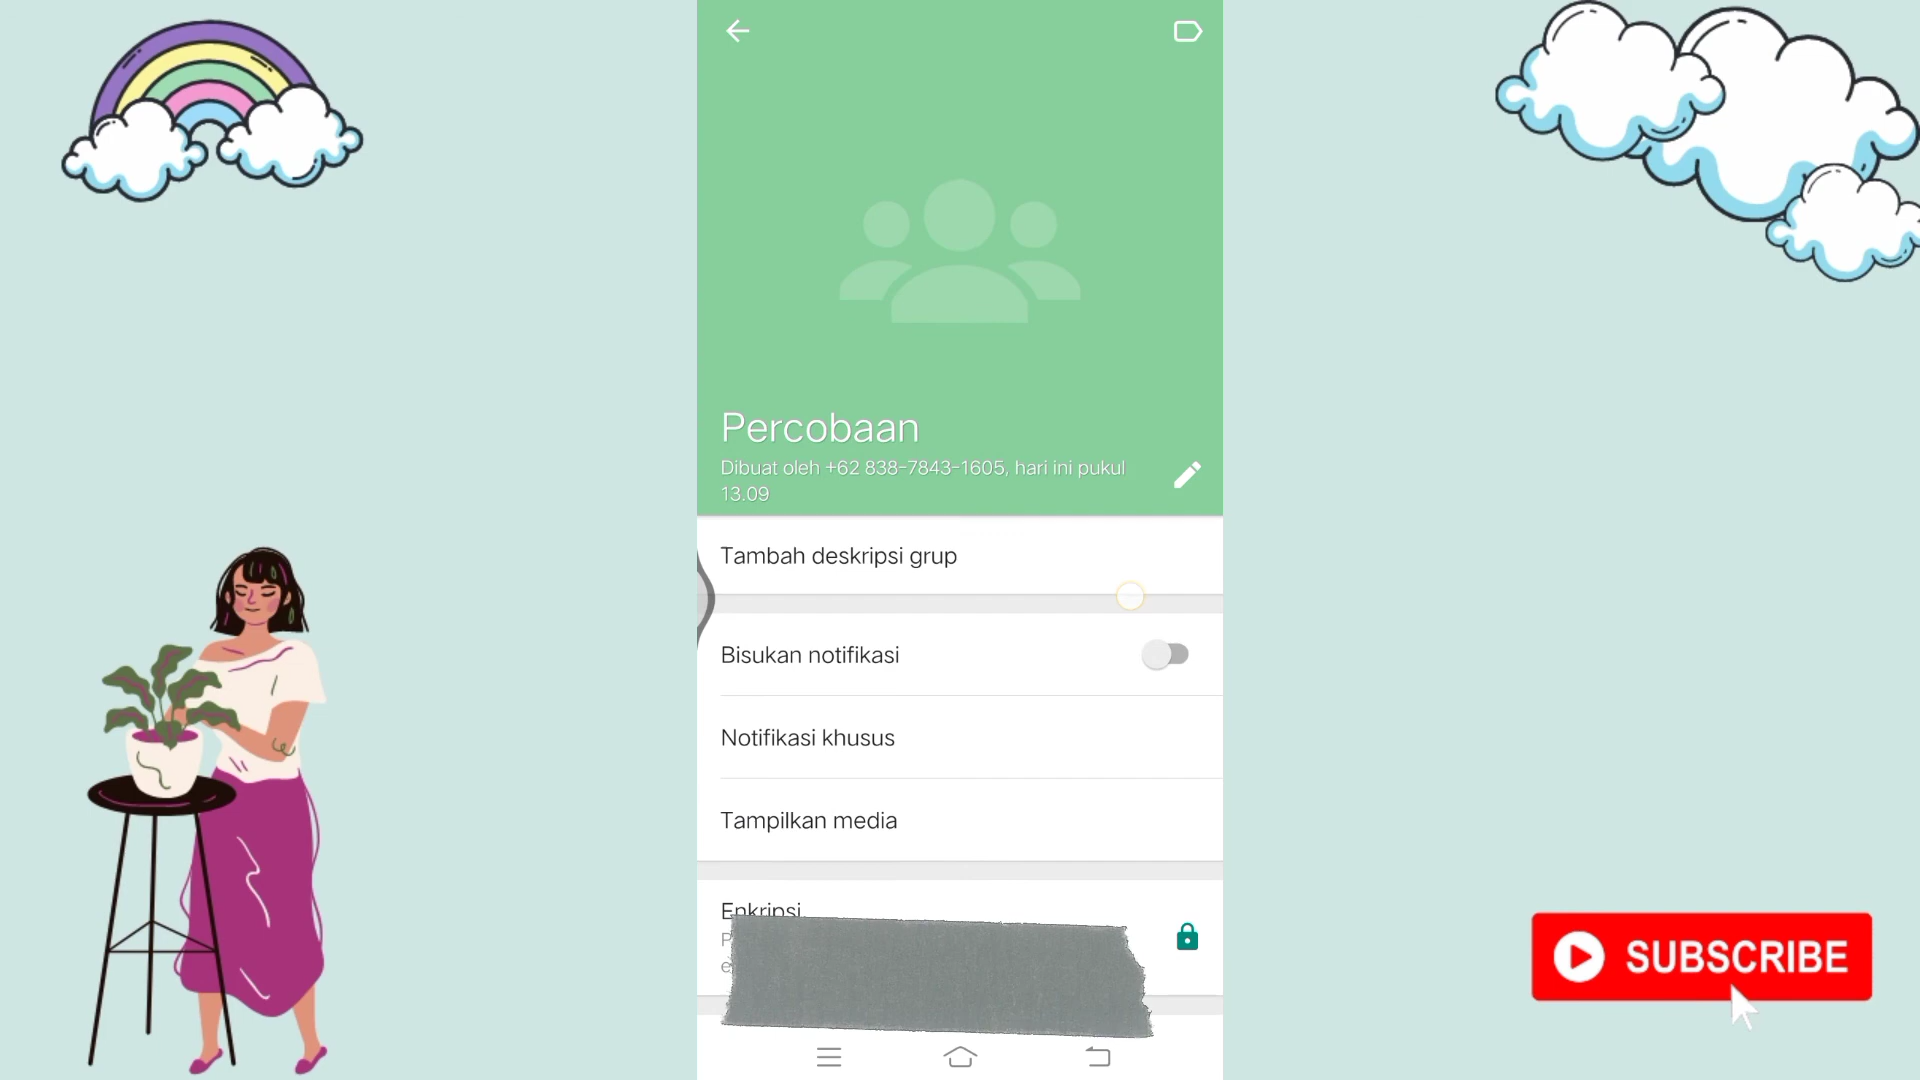 Percobaan
Dibuat oleh +62 838-7843-1605, hari ini pukul
13.09
Tambah deskripsi grup
Bisukan notifikasi
Notifikasi khusus
Tampilkan media
Enkripsi
SUBSCRIBE